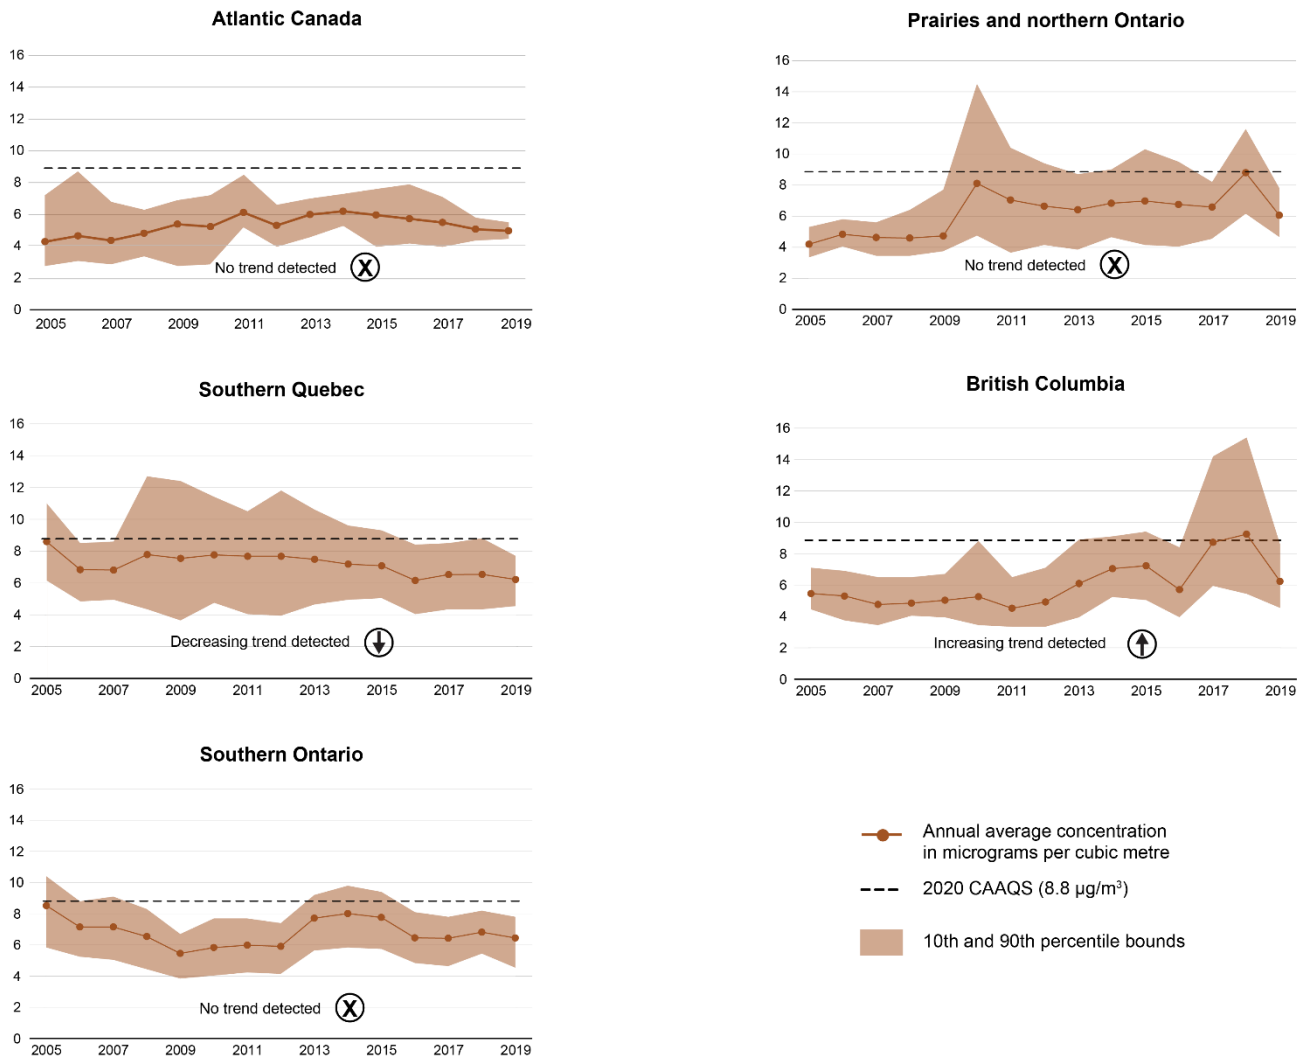 Atlantic Canada
16
14
12
10
8
6
4
2
0
No trend detected X
2005 2007 2009 2011 2013 2015 2017 2019
Prairies and northern Ontario
16
14
12
10
8
6
4
2
0
No trend detected X
2005 2007 2009 2011 2013 2015 2017 2019
Southern Quebec
16
14
12
10
8
6
4
2
0
Decreasing trend detected
2005 2007 2009 2011 2013 2015 2017 2019
British Columbia
16
14
12
10
8
6
4
2
0
Increasing trend detected
2005 2007 2009 2011 2013 2015 2017 2019
Southern Ontario
16
14
12
10
8
6
4
2
0
No trend detected X
2005 2007 2009 2011 2013 2015 2017 2019
Annual average concentration
in micrograms per cubic metre
2020 CAAQS (8.8 µg/m³)
10th and 90th percentile bounds